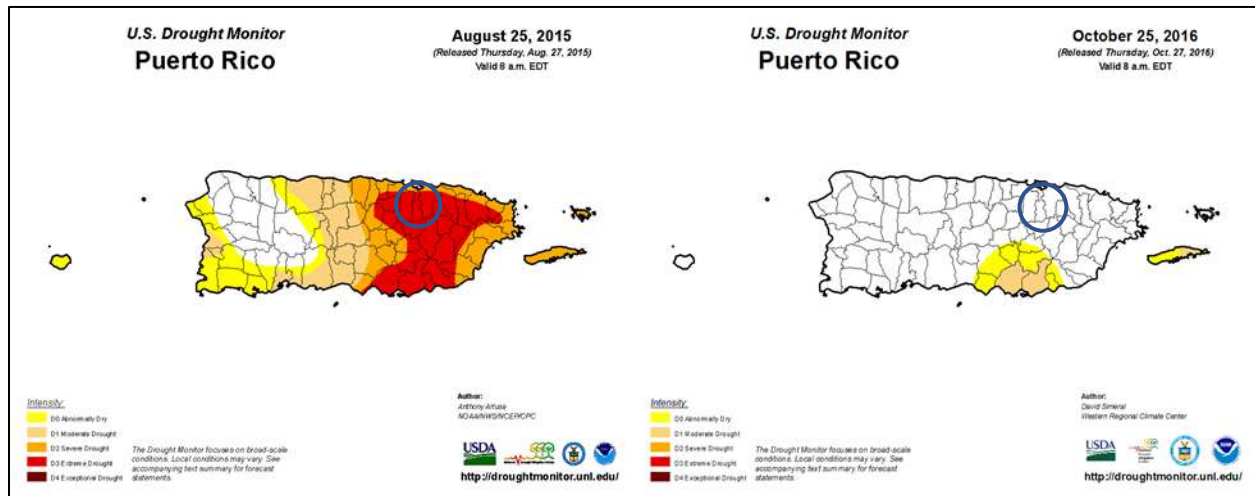 U.S. Drought Monitor
Puerto Rico
August 25, 2015
(Released Thursday, Aug. 27, 2015)
Valid 8 a.m. EDT
Intensity:
D0 Abnormally Dry
D1 Moderate Drought
D2 Severe Drought
D3 Extreme Drought
D4 Exceptional Drought
The Drought Monitor focuses on broad-scale
conditions. Local conditions may vary. See
accompanying text summary for forecast
statements.
Author:
Anthony Artusa
NOAA/NWS/NCEP/CPC
USDA
http://droughtmonitor.unl.edu/
U.S. Drought Monitor
Puerto Rico
October 25, 2016
(Released Thursday, Oct. 27, 2016)
Valid 8 a.m. EDT
Intensity:
D0 Abnormally Dry
D1 Moderate Drought
D2 Severe Drought
D3 Extreme Drought
D4 Exceptional Drought
The Drought Monitor focuses on broad-scale
conditions. Local conditions may vary. See
accompanying text summary for forecast
statements.
Author:
David Simeral
Western Regional Climate Center
USDA
http://droughtmonitor.unl.edu/